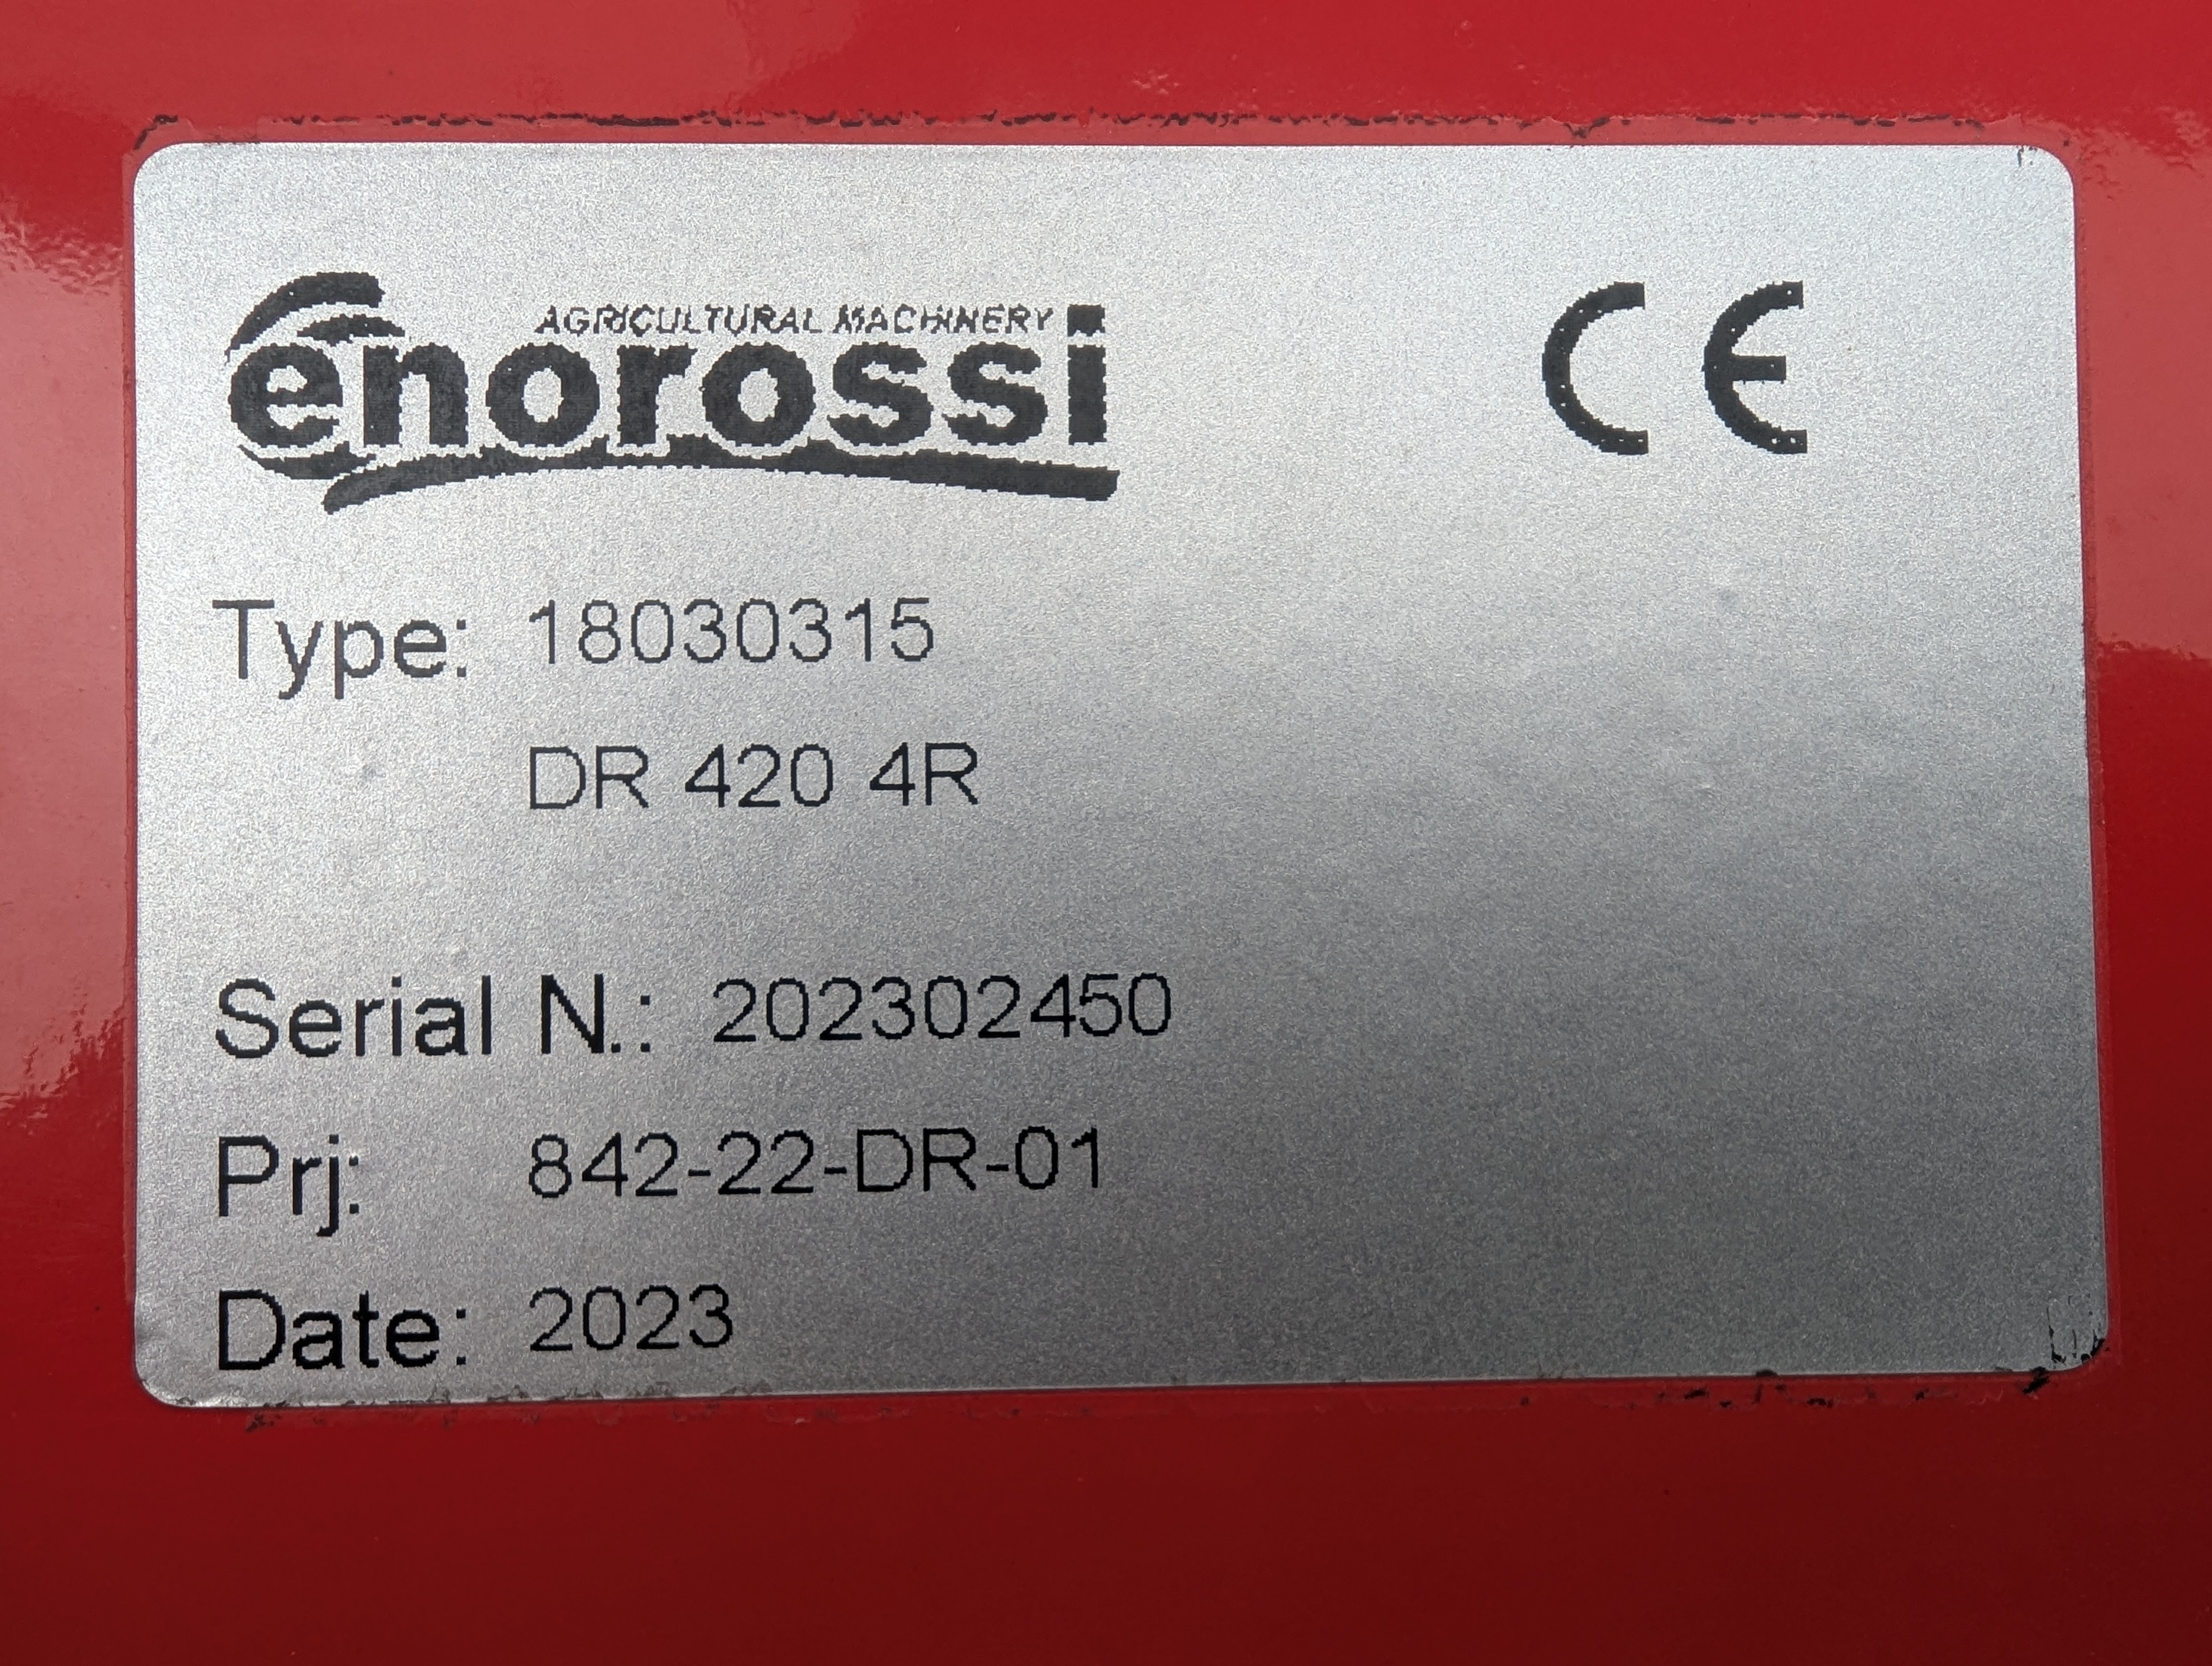 AGRICULTURAL MACHINERY
enorossi
CE
Type: 18030315
DR 420 4R
Serial N.: 202302450
Prj: 842-22-DR-01
Date: 2023